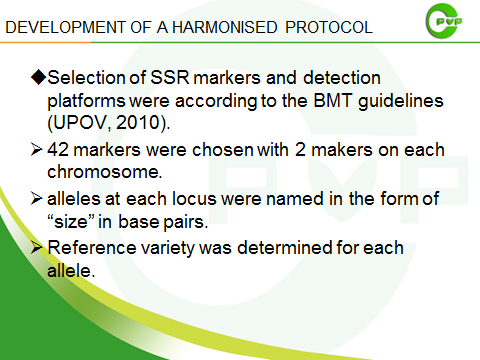 DEVELOPMENT OF A HARMONISED PROTOCOL
PVP
◆Selection of SSR markers and detection
platforms were according to the BMT guidelines
(UPOV, 2010).
➢ 42 markers were chosen with 2 makers on each
chromosome.
➢ alleles at each locus were named in the form of
“size” in base pairs.
➢ Reference variety was determined for each
allele.